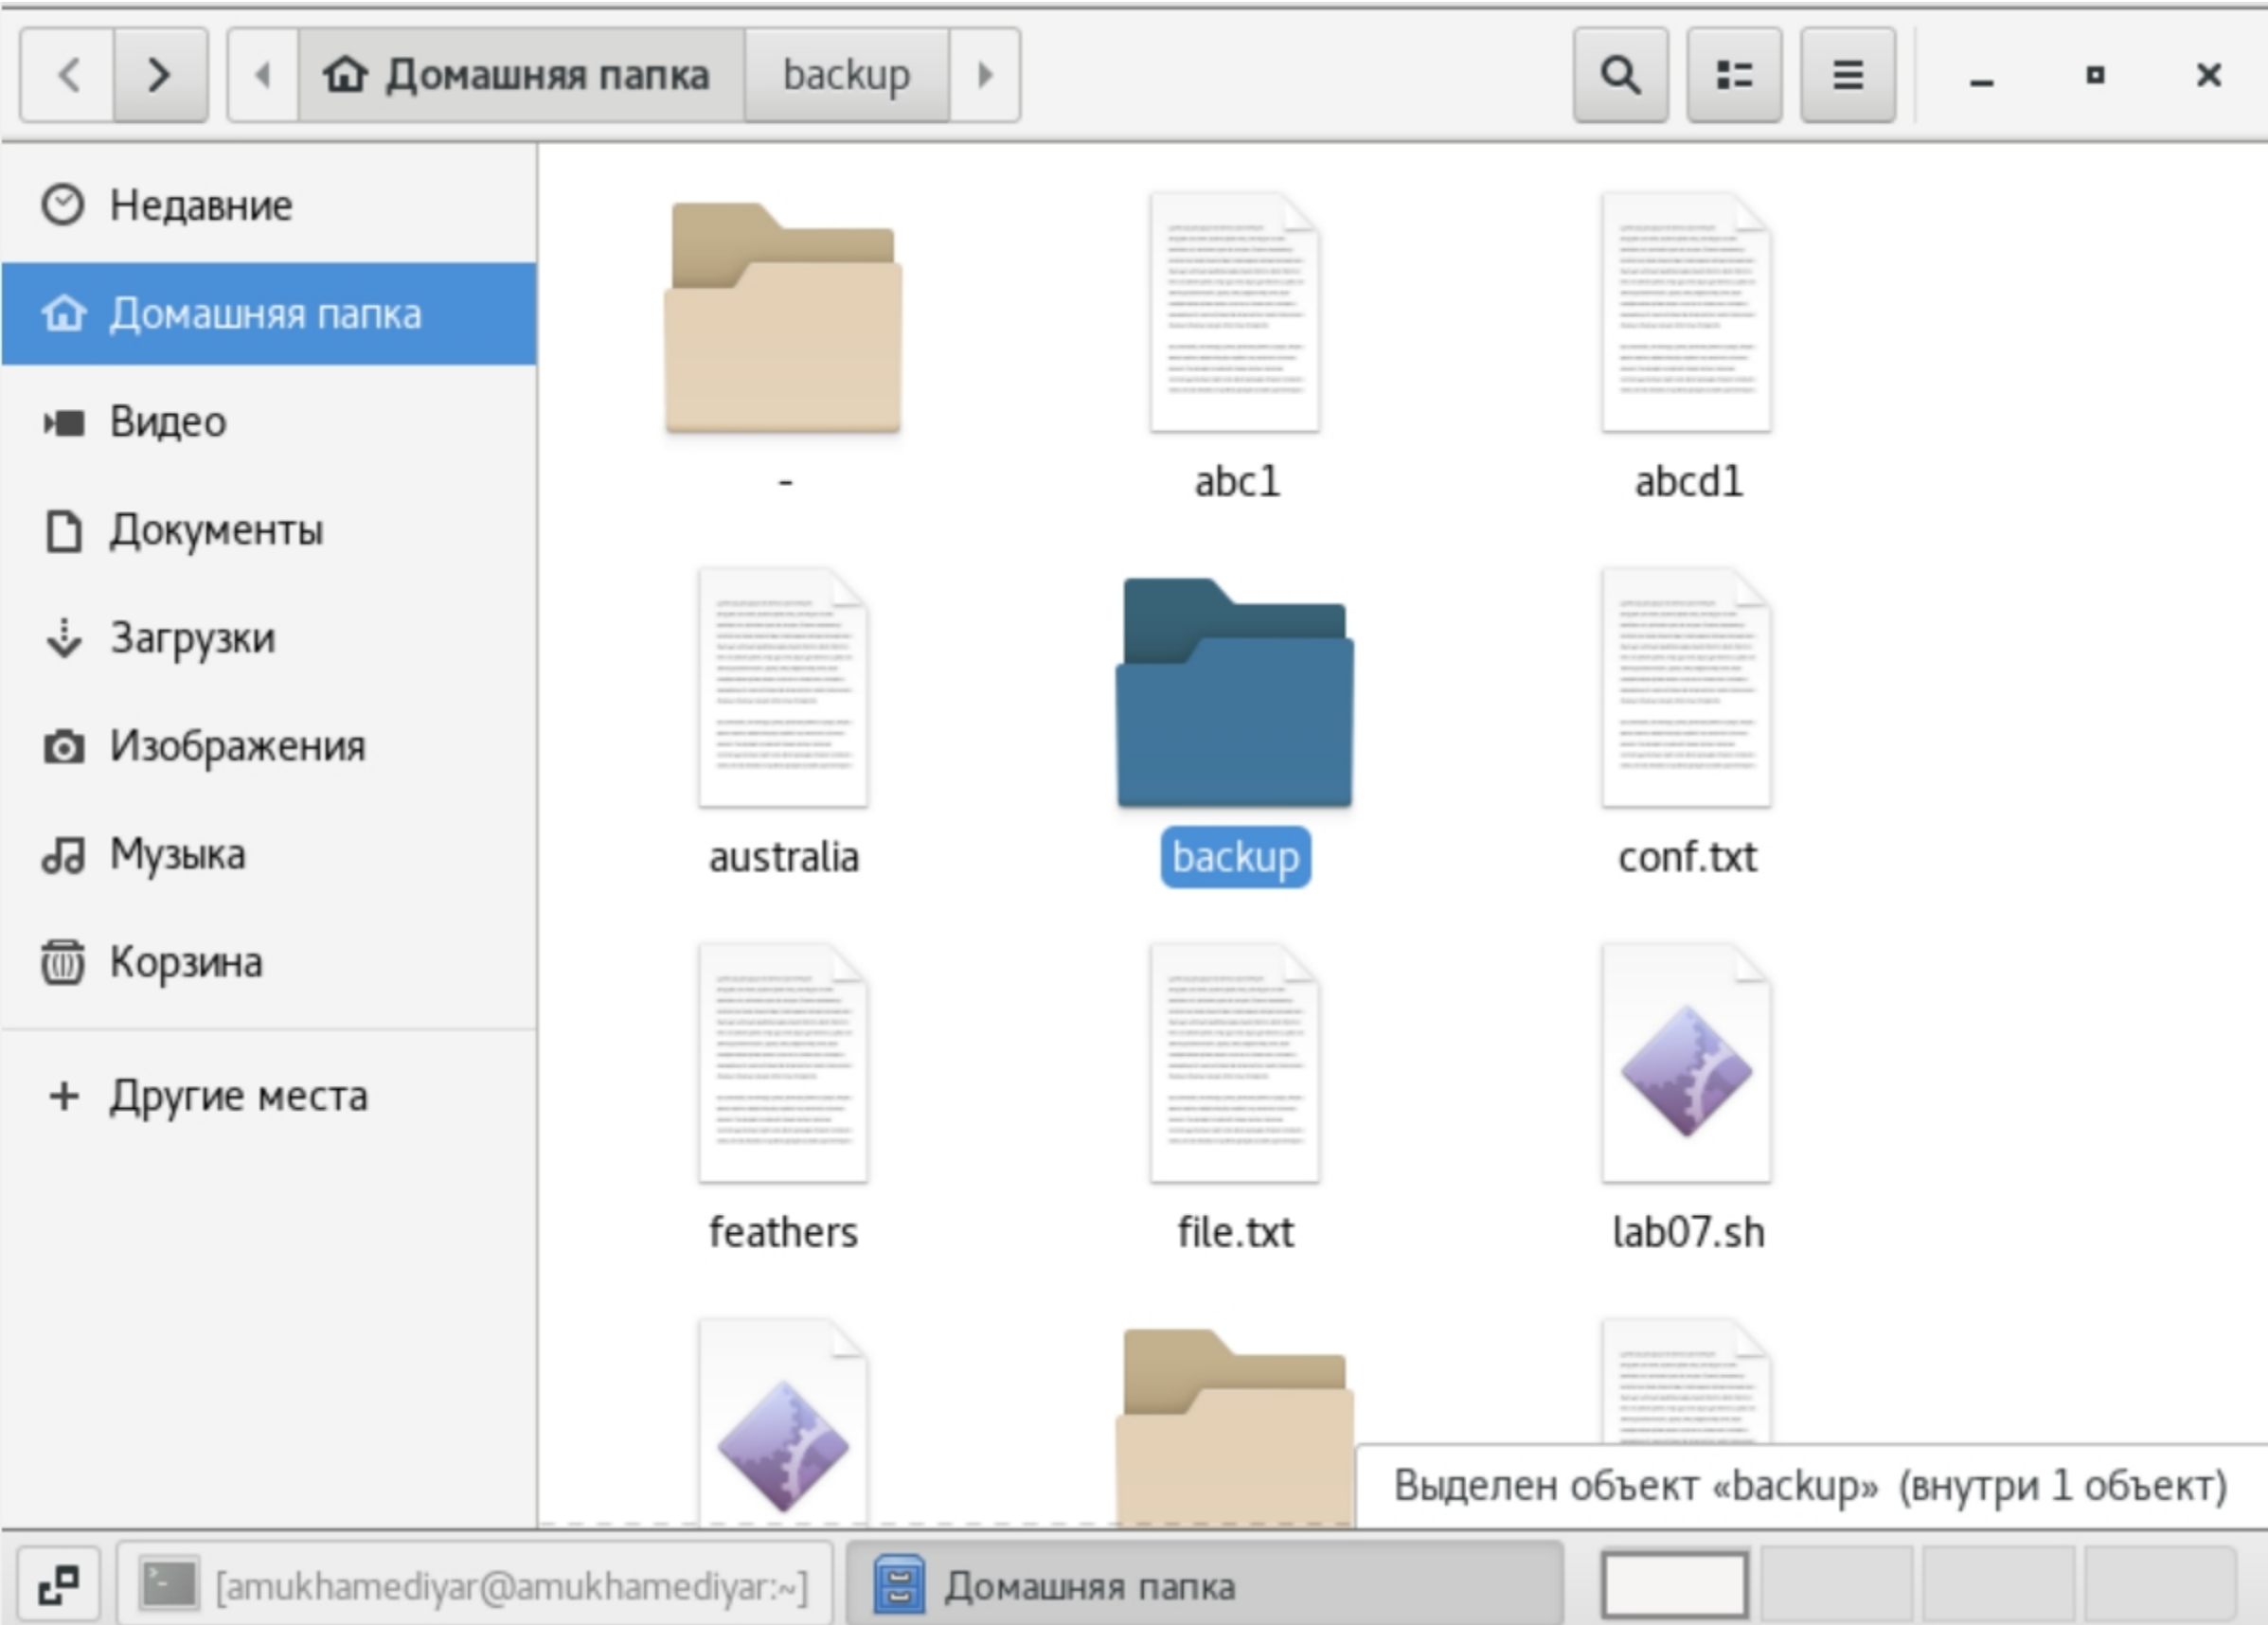 Домашняя папка backup
Недавние
Домашняя папка
Видео
Документы
Загрузки
Изображения
Музыка
Корзина
Другие места
- abc1 abcd1
australia backup conf.txt
feathers file.txt lab07.sh
Выделен объект «backup» (внутри 1 объект)
[amukhamediyar@amukhamediyar:~] Домашняя папка